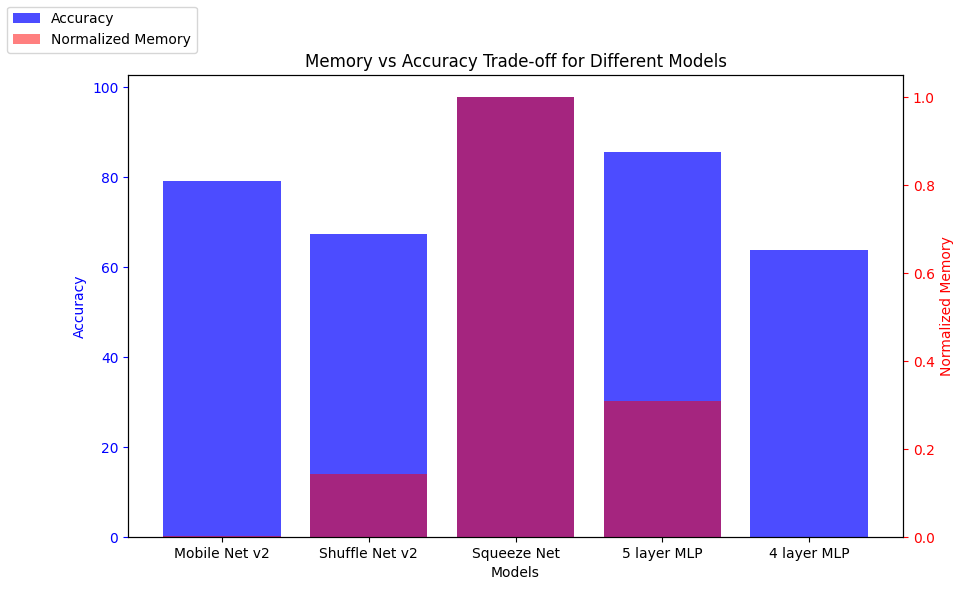 Accuracy
Normalized Memory
Memory vs Accuracy Trade-off for Different Models
100
80
60
40
20
0
Accuracy
1.0
0.8
0.6
0.4
0.2
0.0
Normalized Memory
Mobile Net v2
Shuffle Net v2
Squeeze Net
5 layer MLP
4 layer MLP
Models